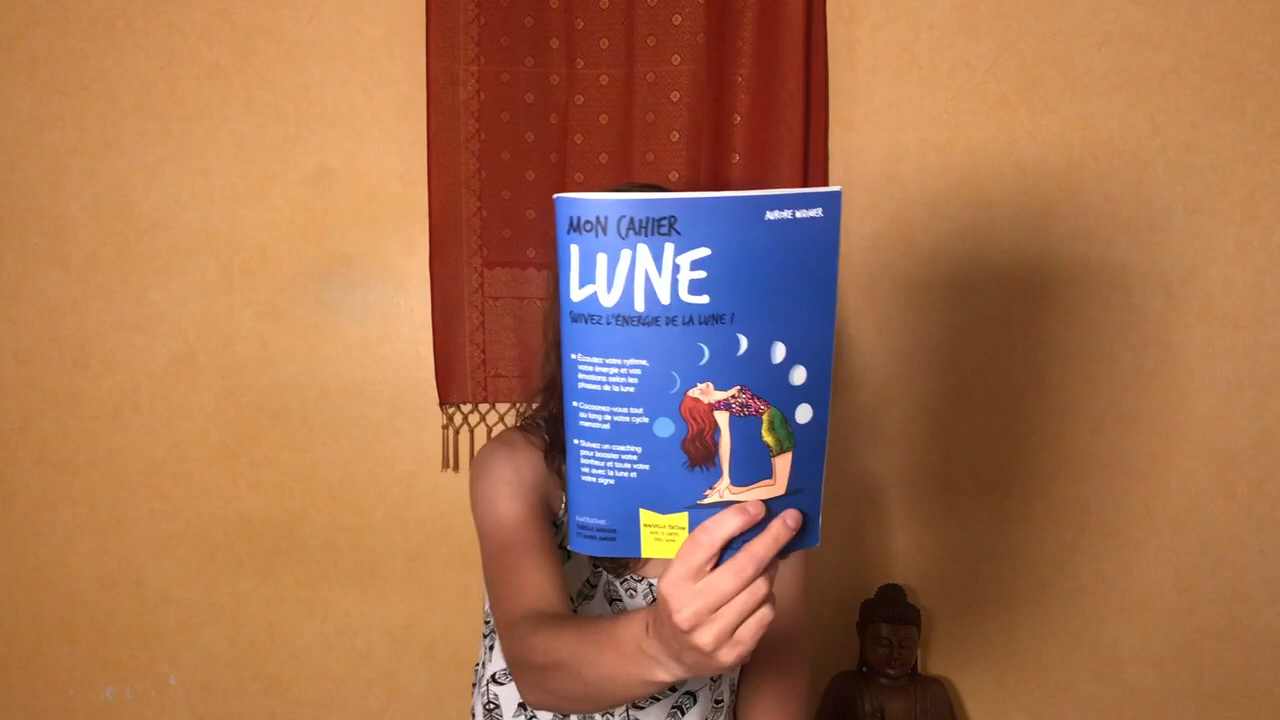 MON CAHIER
AURORE WIDMER
LUNE
SUIVEZ L'ÉNERGIE DE LA LUNE !
Écoutez votre rythme,
votre énergie et vos
émotions selon les
phases de la lune
Cocoonez-vous tout
au long de votre cycle
menstruel
Suivez un coaching
pour booster votre
bonheur et toute votre
vie avec la lune et
votre signe
NOUVELLE ÉDITION